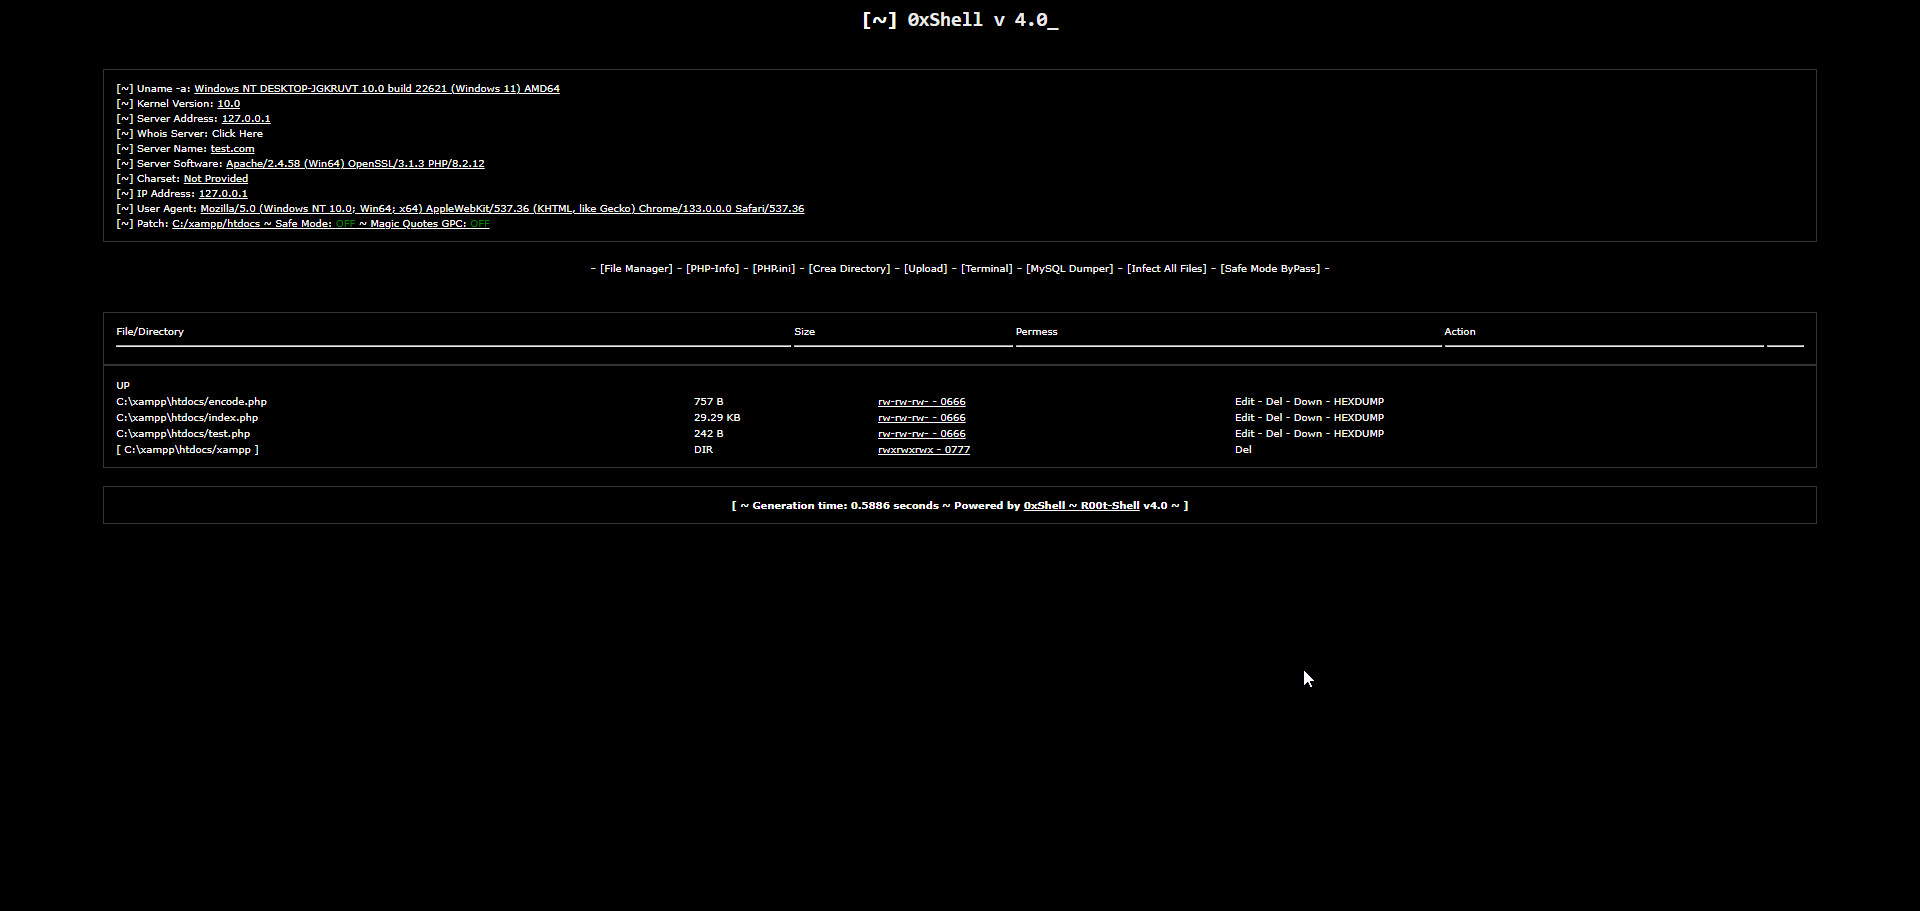 [~] 0xShell v 4.0_
[~] Uname -a: Windows NT DESKTOP-JGKRUVT 10.0 build 22621 (Windows 11) AMD64
[~] Kernel Version: 10.0
[~] Server Address: 127.0.0.1
[~] Whois Server: Click Here
[~] Server Name: test.com
[~] Server Software: Apache/2.4.58 (Win64) OpenSSL/3.1.3 PHP/8.2.12
[~] Charset: Not Provided
[~] IP Address: 127.0.0.1
[~] User Agent: Mozilla/5.0 (Windows NT 10.0; Win64; x64) AppleWebKit/537.36 (KHTML, like Gecko) Chrome/133.0.0.0 Safari/537.36
[~] Patch: C:/xampp/htdocs ~ Safe Mode: OFF ~ Magic Quotes GPC: OFF
- [File Manager] - [PHP-Info] - [PHP.ini] - [Crea Directory] - [Upload] - [Terminal] - [MySQL Dumper] - [Infect All Files] - [Safe Mode ByPass] -
File/Directory Size Permess Action
UP
C:\xampp\htdocs/encode.php 757 B rw-rw-rw- - 0666 Edit - Del - Down - HEXDUMP
C:\xampp\htdocs/index.php 29.29 KB rw-rw-rw- - 0666 Edit - Del - Down - HEXDUMP
C:\xampp\htdocs/test.php 242 B rw-rw-rw- - 0666 Edit - Del - Down - HEXDUMP
[ C:\xampp\htdocs/xampp ] DIR rwxrwxrwx - 0777 Del
[ ~ Generation time: 0.5886 seconds ~ Powered by 0xShell ~ R00t-Shell v4.0 ~ ]